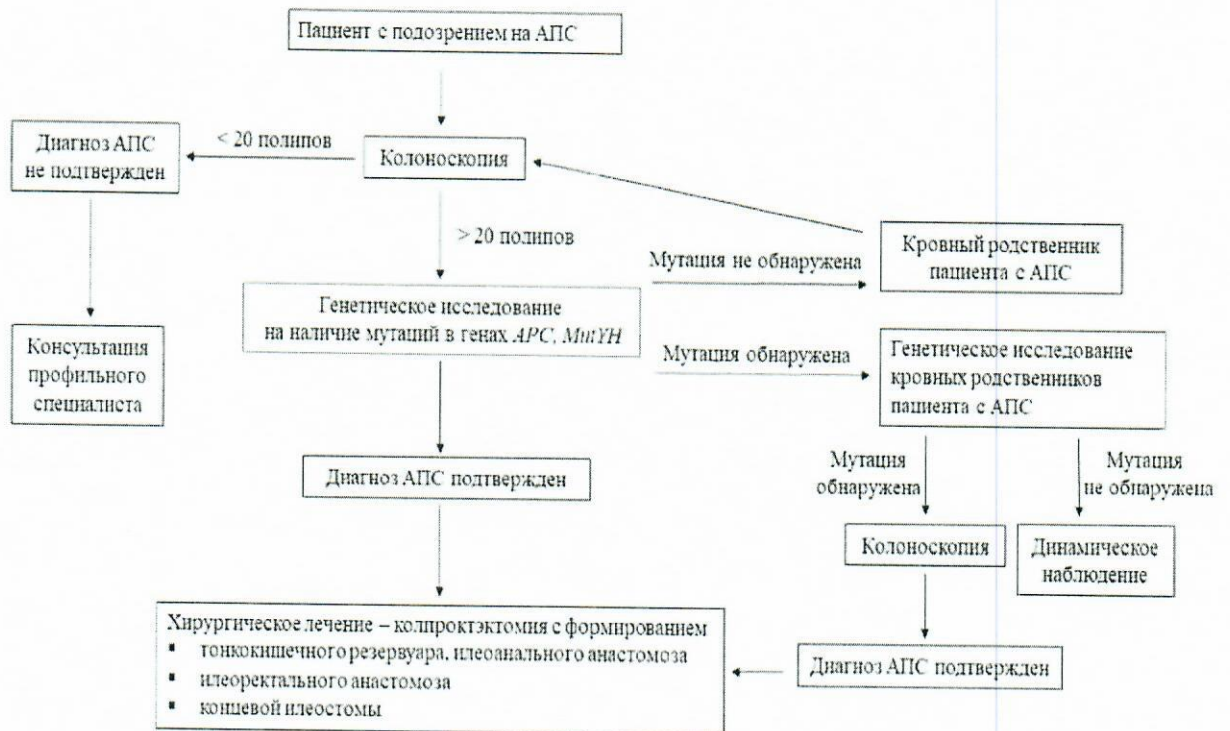 Пациент с подозрением на АПС
Диагноз АПС
не подтвержден
< 20 полипов
Колоноскопия
> 20 полипов
Мутация не обнаружена
Кровный родственник
пациента с АПС
Генетическое исследование
на наличие мутаций в генах APC, MutYH
Консультация
профильного
специалиста
Мутация обнаружена
Генетическое исследование
кровных родственников
пациента с АПС
Диагноз АПС подтвержден
Мутация
обнаружена
Мутация
не обнаружена
Колоноскопия
Динамическое
наблюдение
Хирургическое лечение – колпроктэктомия с формированием
▪ тонкокишечного резервуара, илеоанального анастомоза
▪ илеоректального анастомоза
▪ концевой илеостомы
Диагноз АПС подтвержден